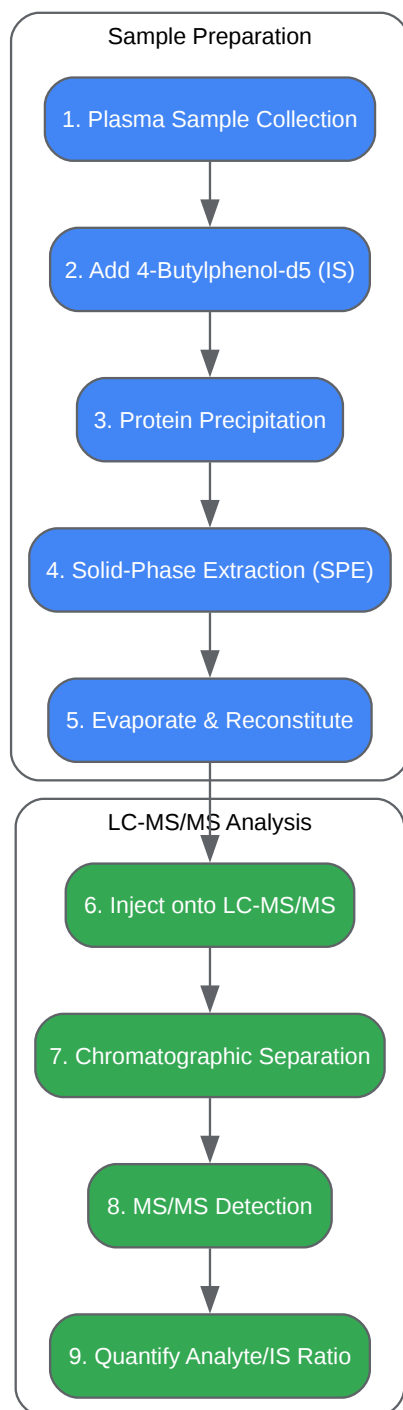 Sample Preparation
1. Plasma Sample Collection
2. Add 4-Butylphenol-d5 (IS)
3. Protein Precipitation
4. Solid-Phase Extraction (SPE)
5. Evaporate & Reconstitute
LC-MS/MS Analysis
6. Inject onto LC-MS/MS
7. Chromatographic Separation
8. MS/MS Detection
9. Quantify Analyte/IS Ratio